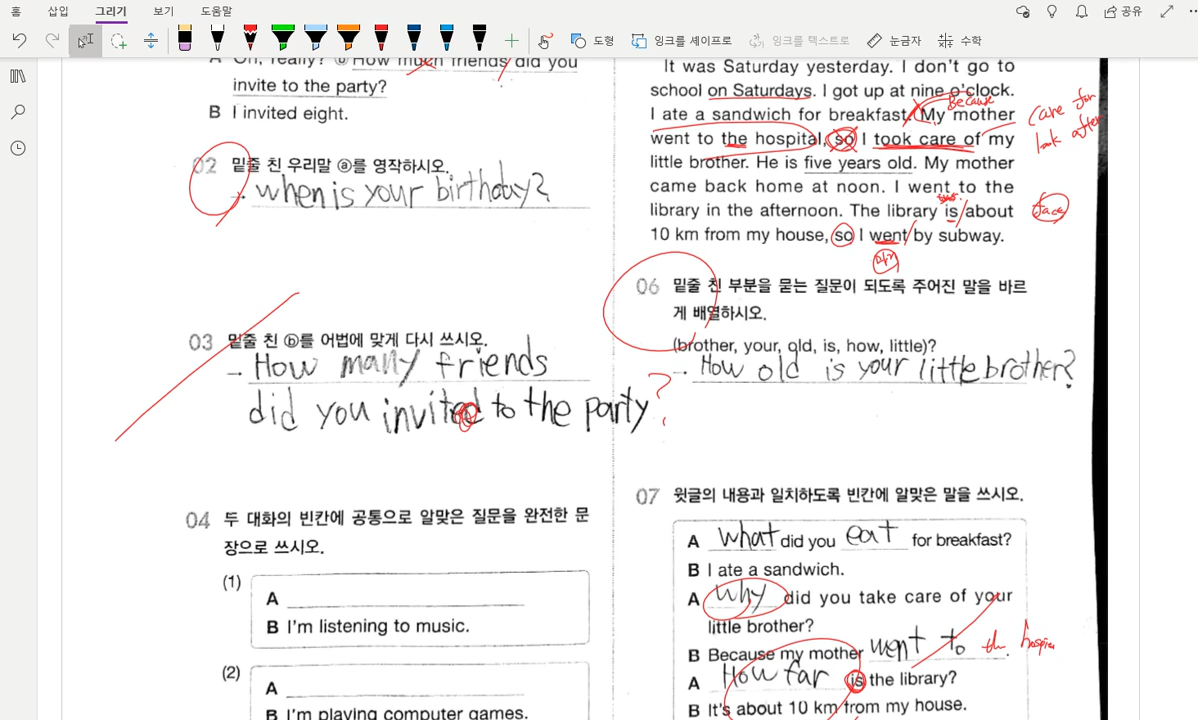 홈 삽입 그리기 보기 도움말
공유
도형 잉크를 셰이프로 잉크를 텍스트로 눈금자 수학
A Oh, really? ⓑ How much friends did you
invite to the party?
B I invited eight.
02 밑줄 친 우리말 ⓐ를 영작하시오.
→ when is your birthday?
03 밑줄 친 ⓑ를 어법에 맞게 다시 쓰시오.
→ How many friends
did you invited to the party?
04 두 대화의 빈칸에 공통으로 알맞은 질문을 완전한 문
장으로 쓰시오.
(1)
A
B I'm listening to music.
(2)
A
B I'm playing computer games.
It was Saturday yesterday. I don't go to
school on Saturdays. I got up at nine o'clock.
Because
I ate a sandwich for breakfast. My mother
care for
went to the hospital, so I took care of my
look after
little brother. He is five years old. My mother
came back home at noon. I went to the
library in the afternoon. The library is about
10 km from my house, so I went by subway.
06 밑줄 친 부분을 묻는 질문이 되도록 주어진 말을 바르
게 배열하시오.
(brother, your, old, is, how, little)?
→ How old is your little brother?
07 윗글의 내용과 일치하도록 빈칸에 알맞은 말을 쓰시오.
A what did you eat for breakfast?
B I ate a sandwich.
A why did you take care of your
little brother?
B Because my mother went to the
A How far is the library?
B It's about 10 km from my house.